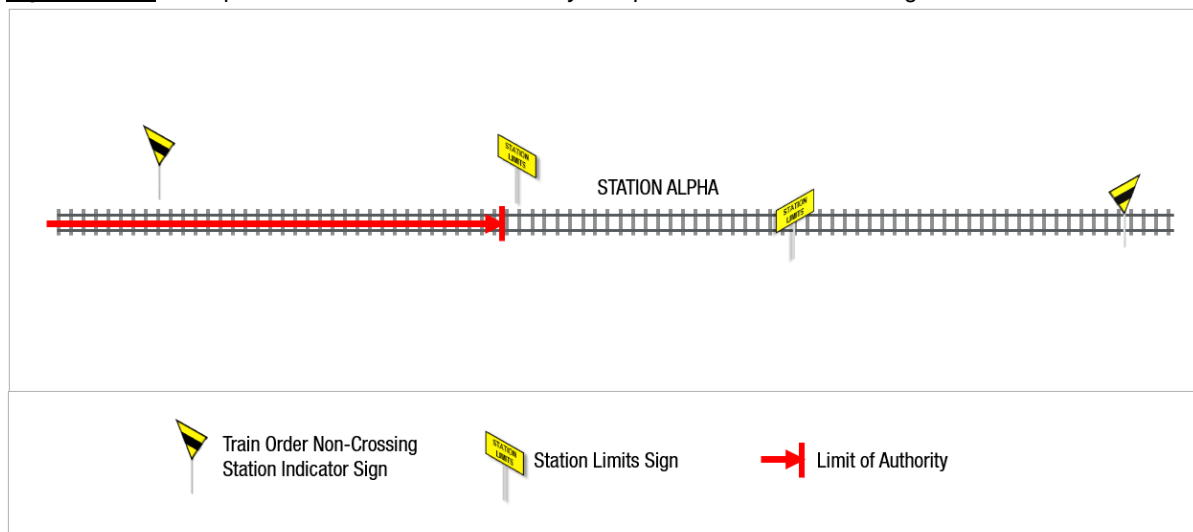 STATION
LIMITS
STATION ALPHA
STATION
LIMITS
Train Order Non-Crossing
Station Indicator Sign
STATION
LIMITS
Station Limits Sign
Limit of Authority